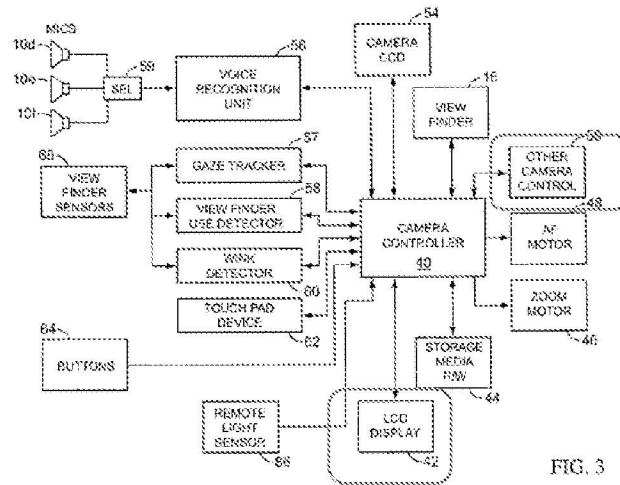 MICS
10d
10e
10f
59
SEL
56
VOICE
RECOGNITION
UNIT
54
CAMERA
CCD
16
VIEW
FINDER
OTHER
CAMERA
CONTROL
48
AF
MOTOR
ZOOM
MOTOR
46
VIEW
FINDER
SENSORS
57
GAZE TRACKER
58
VIEW FINDER
USE DETECTOR
WINK
DETECTOR
60
TOUCH PAD
DEVICE
62
CAMERA
CONTROLLER
40
64
BUTTONS
STORAGE
MEDIA
R/W
44
REMOTE
LIGHT
SENSOR
66
LCD
DISPLAY
42
FIG. 3